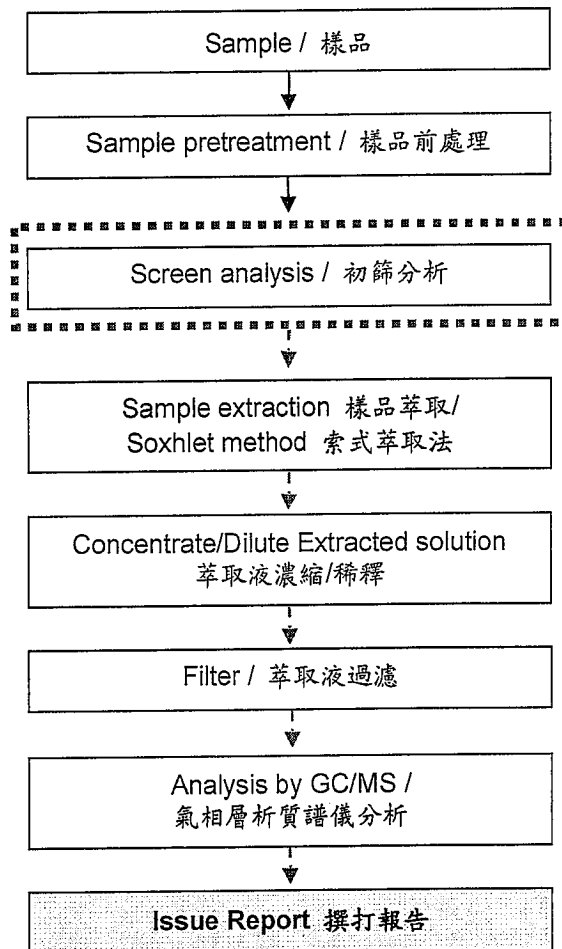 Sample / 樣品
Sample pretreatment / 樣品前處理
Screen analysis / 初篩分析
Sample extraction 樣品萃取/
Soxhlet method 索式萃取法
Concentrate/Dilute Extracted solution
萃取液濃縮/稀釋
Filter / 萃取液過濾
Analysis by GC/MS /
氣相層析質譜儀分析
Issue Report 撰打報告